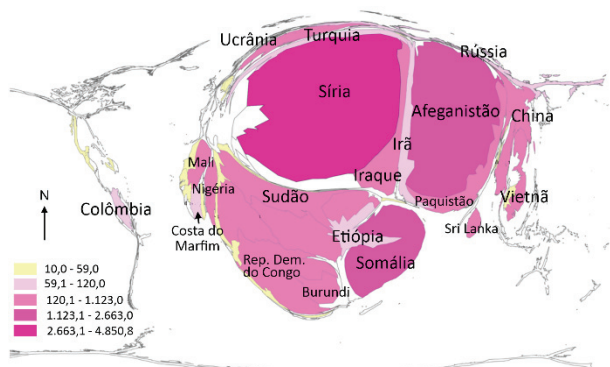 Ucrânia
Turquia
Rússia
Síria
Afeganistão
China
Irã
Mali
Iraque
Nigéria
Sudão
Paquistão
Vietnã
N
Colômbia
Costa do
Marfim
Etiópia
Sri Lanka
Rep. Dem.
do Congo
Somália
Burundi
10,0 - 59,0
59,1 - 120,0
120,1 - 1.123,0
1.123,1 - 2.663,0
2.663,1 - 4.850,8